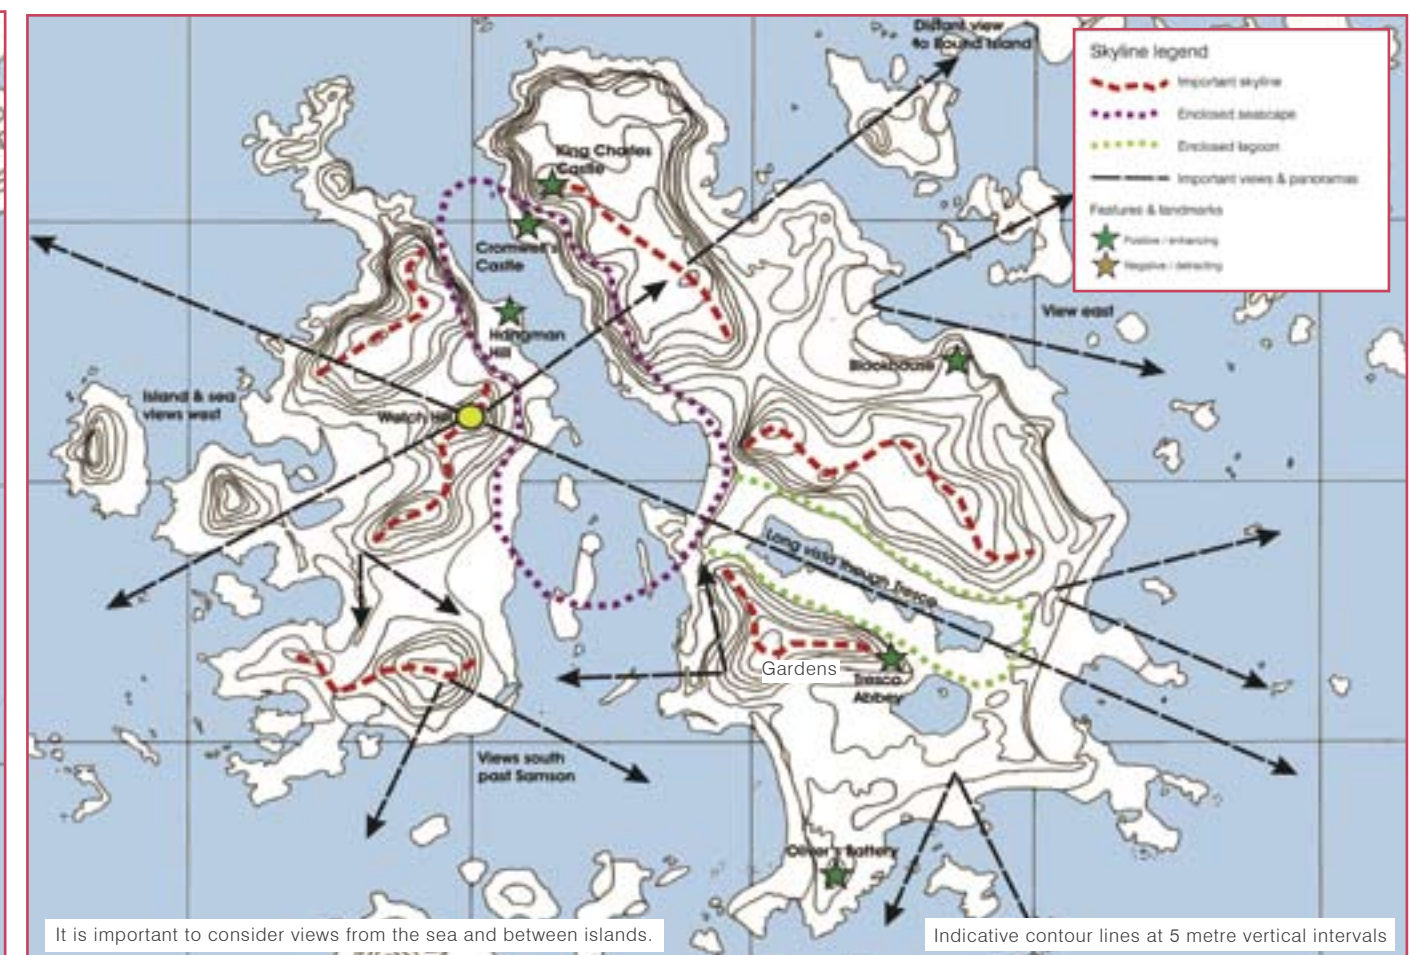 Distant view
to Round Island
Skyline legend
Important skyline
Enclosed seascape
Enclosed lagoon
Important views & panoramas
Features & landmarks
Positive / enhancing
Negative / detracting
King Charles
Castle
Cromwell's
Castle
Hangman
Hill
View east
Blockhouse
Island & sea
views west
Watch Hill
Long vista through Tresco
Gardens
Tresco
Abbey
Views south
past Samson
Oliver's Battery
It is important to consider views from the sea and between islands.
Indicative contour lines at 5 metre vertical intervals